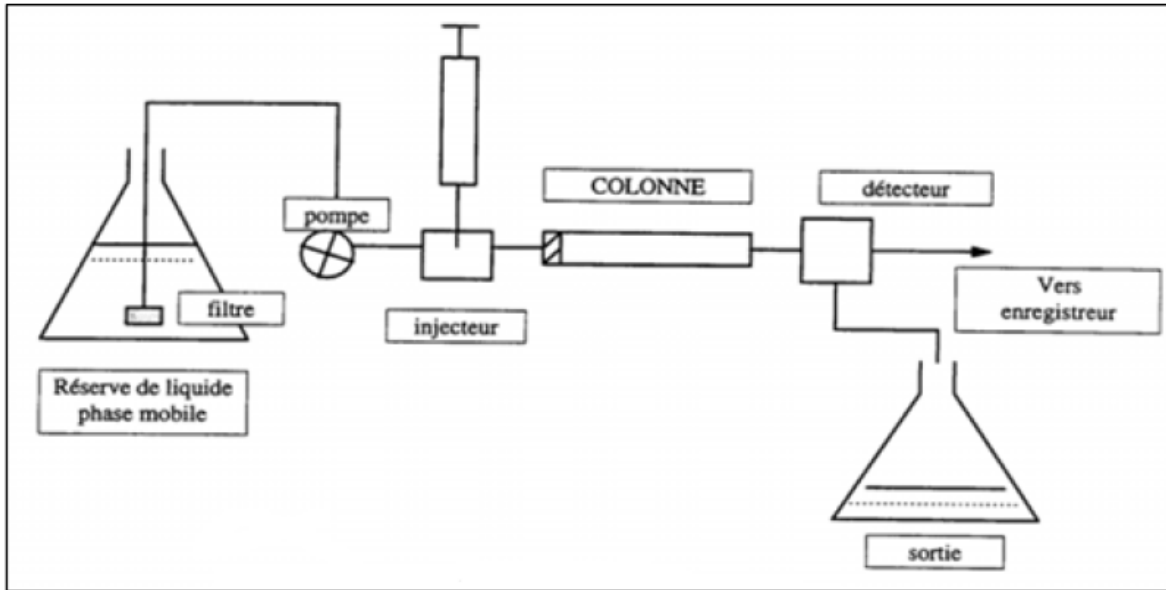 COLONNE
détecteur
pompe
filtre
injecteur
Vers
enregistreur
Réserve de liquide
phase mobile
sortie